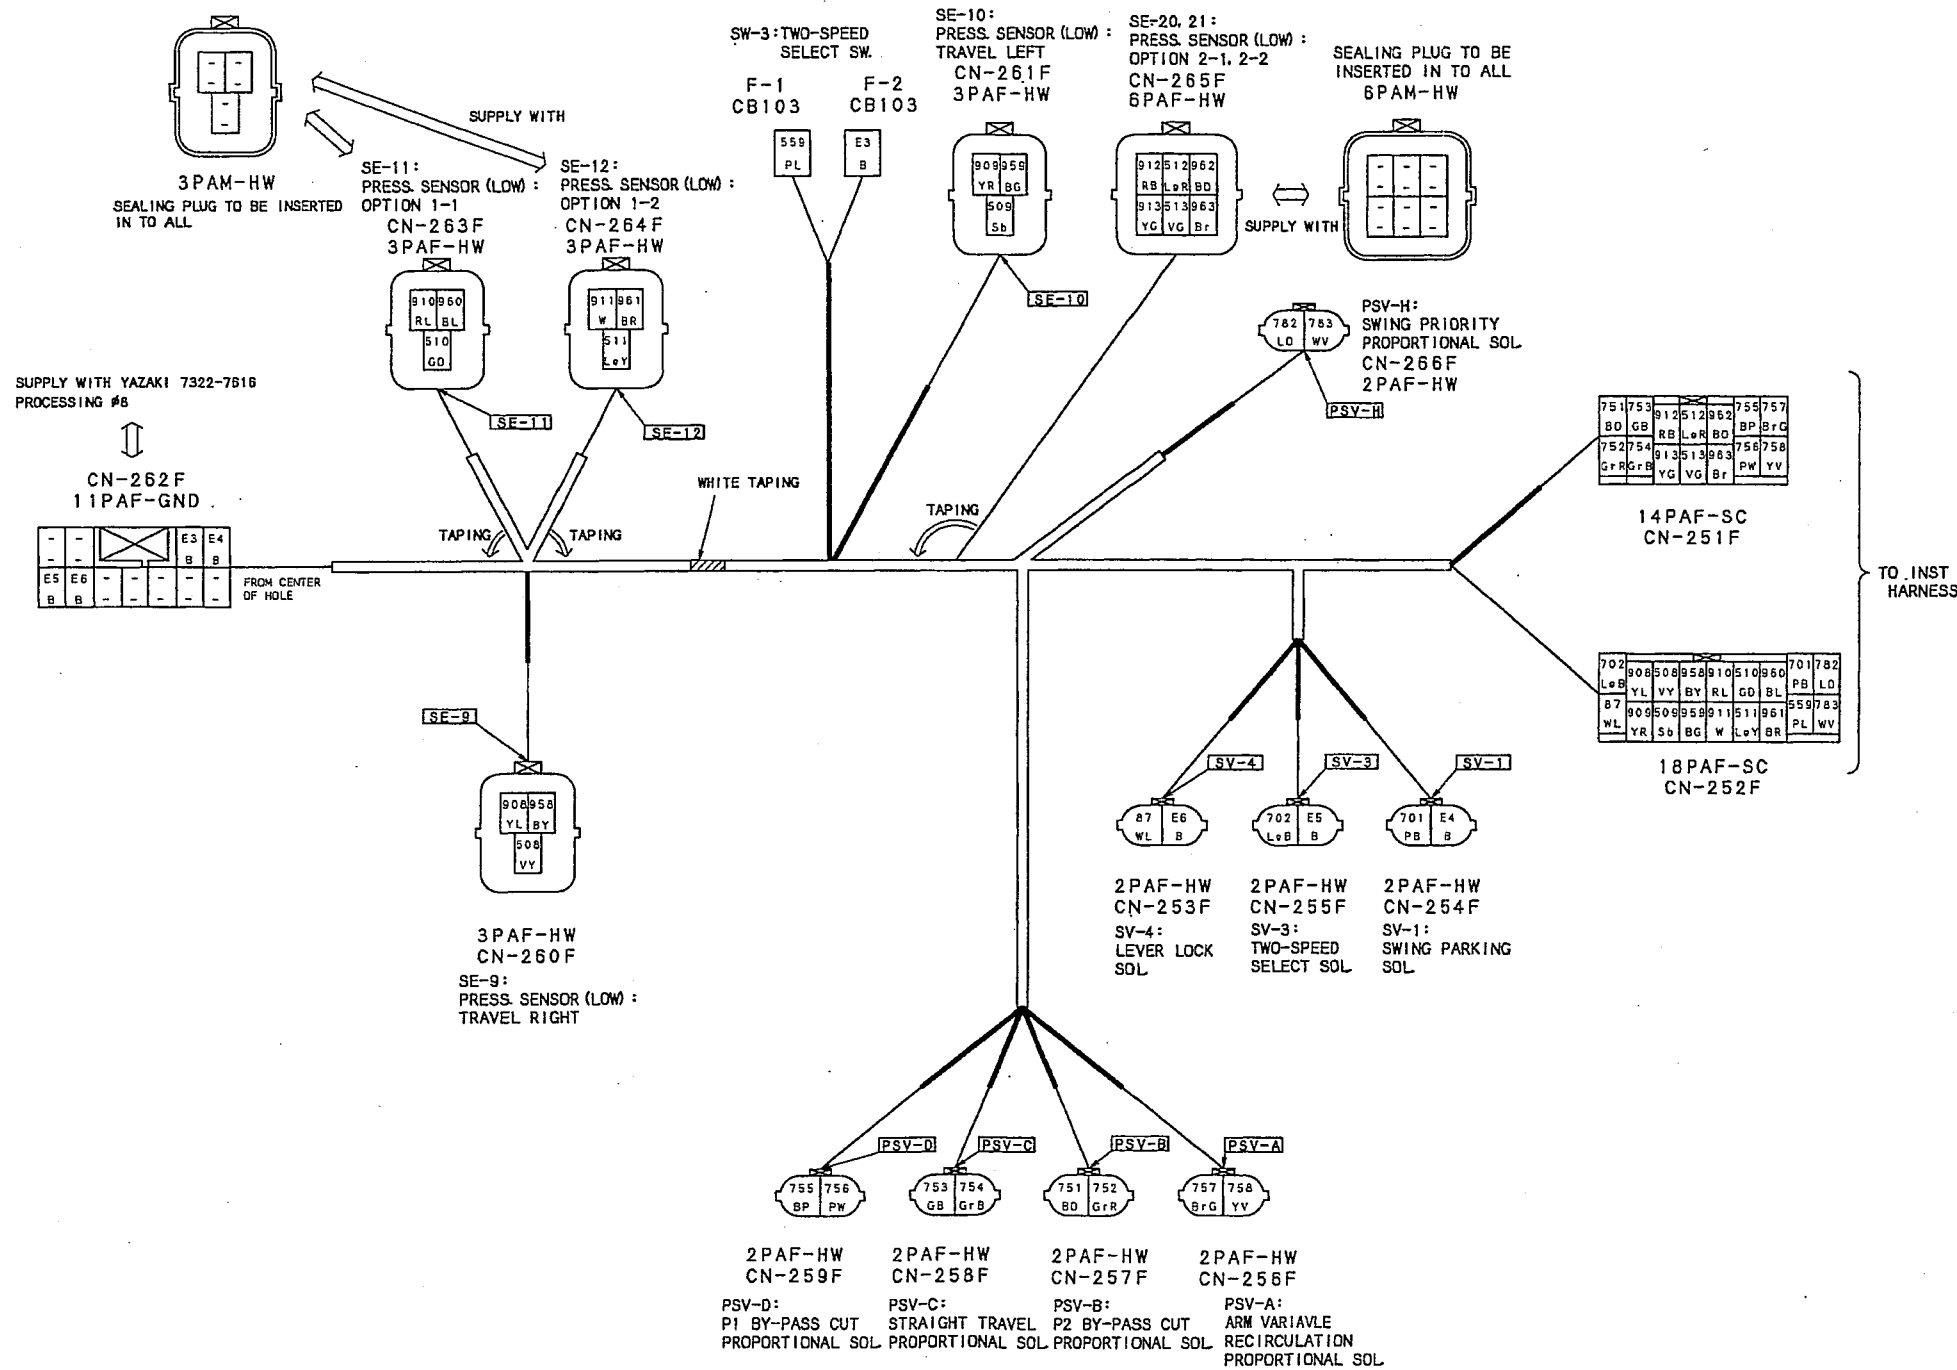 3PAM-HW
SEALING PLUG TO BE INSERTED
IN TO ALL
SUPPLY WITH
SE-11:
PRESS. SENSOR (LOW) :
OPTION 1-1
CN-263F
3PAF-HW
910 960
RL BL
510
GO
SE-11
SE-12:
PRESS. SENSOR (LOW) :
OPTION 1-2
CN-264F
3PAF-HW
911 961
W BR
511
LgY
SE-12
SW-3:TWO-SPEED
SELECT SW.
F-1
CB103
F-2
CB103
559
PL
E3
B
SE-10:
PRESS. SENSOR (LOW) :
TRAVEL LEFT
CN-261F
3PAF-HW
909 959
YR BG
509
Sb
SE-10
SE-20, 21:
PRESS. SENSOR (LOW) :
OPTION 2-1, 2-2
CN-265F
6PAF-HW
912 512 962
RB LgR BO
913 513 963
YG VG Br
SUPPLY WITH
SEALING PLUG TO BE
INSERTED IN TO ALL
6PAM-HW
782 783
LO WV
PSV-H
PSV-H:
SWING PRIORITY
PROPORTIONAL SOL
CN-266F
2PAF-HW
SUPPLY WITH YAZAKI 7322-7616
PROCESSING ø8
CN-262F
11PAF-GND
- - E3 E4
- - B B
E5 E6 - - - - -
B B - - - - -
FROM CENTER
OF HOLE
TAPING
TAPING
WHITE TAPING
TAPING
751 753 912 512 962 755 757
BO GB RB LgR BO BP BrG
752 754 913 513 963 756 758
GrR GrB YG VG Br PW YV
14PAF-SC
CN-251F
TO INST
HARNESS
702 908 508 958 910 510 960 701 782
LgB YL VY BY RL GO BL PB LO
87 909 509 959 911 511 961 559 783
WL YR Sb BG W LgY BR PL WV
18PAF-SC
CN-252F
SE-9
908 958
YL BY
508
VY
3PAF-HW
CN-260F
SE-9:
PRESS. SENSOR (LOW) :
TRAVEL RIGHT
SV-4
87 E6
WL B
2PAF-HW
CN-253F
SV-4:
LEVER LOCK
SOL
SV-3
702 E5
LgB B
2PAF-HW
CN-255F
SV-3:
TWO-SPEED
SELECT SOL
SV-1
701 E4
PB B
2PAF-HW
CN-254F
SV-1:
SWING PARKING
SOL
PSV-D
755 756
BP PW
2PAF-HW
CN-259F
PSV-D:
P1 BY-PASS CUT
PROPORTIONAL SOL
PSV-C
753 754
GB GrB
2PAF-HW
CN-258F
PSV-C:
STRAIGHT TRAVEL
PROPORTIONAL SOL
PSV-B
751 752
BO GrR
2PAF-HW
CN-257F
PSV-B:
P2 BY-PASS CUT
PROPORTIONAL SOL
PSV-A
757 758
BrG YV
2PAF-HW
CN-256F
PSV-A:
ARM VARIAVLE
RECIRCULATION
PROPORTIONAL SOL